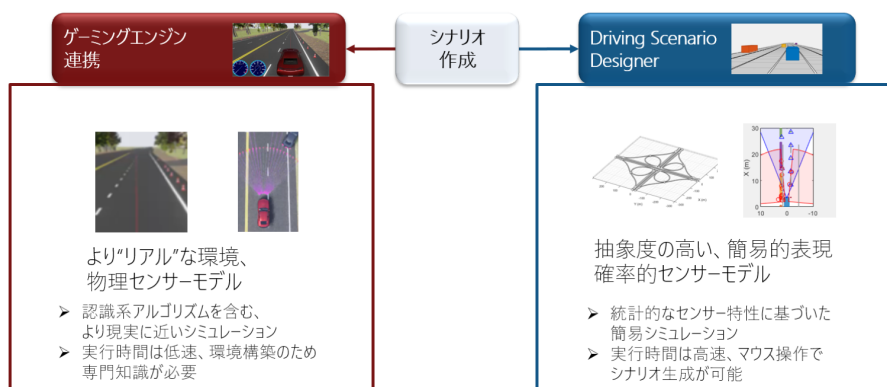 ゲーミングエンジン
連携
シナリオ
作成
Driving Scenario
Designer
より“リアル”な環境、
物理センサーモデル
➢ 認識系アルゴリズムを含む、
より現実に近いシミュレーション
➢ 実行時間は低速、環境構築のため
専門知識が必要
X (m)
30
20
10
0
10
0
-10
抽象度の高い、簡易的表現
確率的センサーモデル
➢ 統計的なセンサー特性に基づいた
簡易シミュレーション
➢ 実行時間は高速、マウス操作で
シナリオ生成が可能